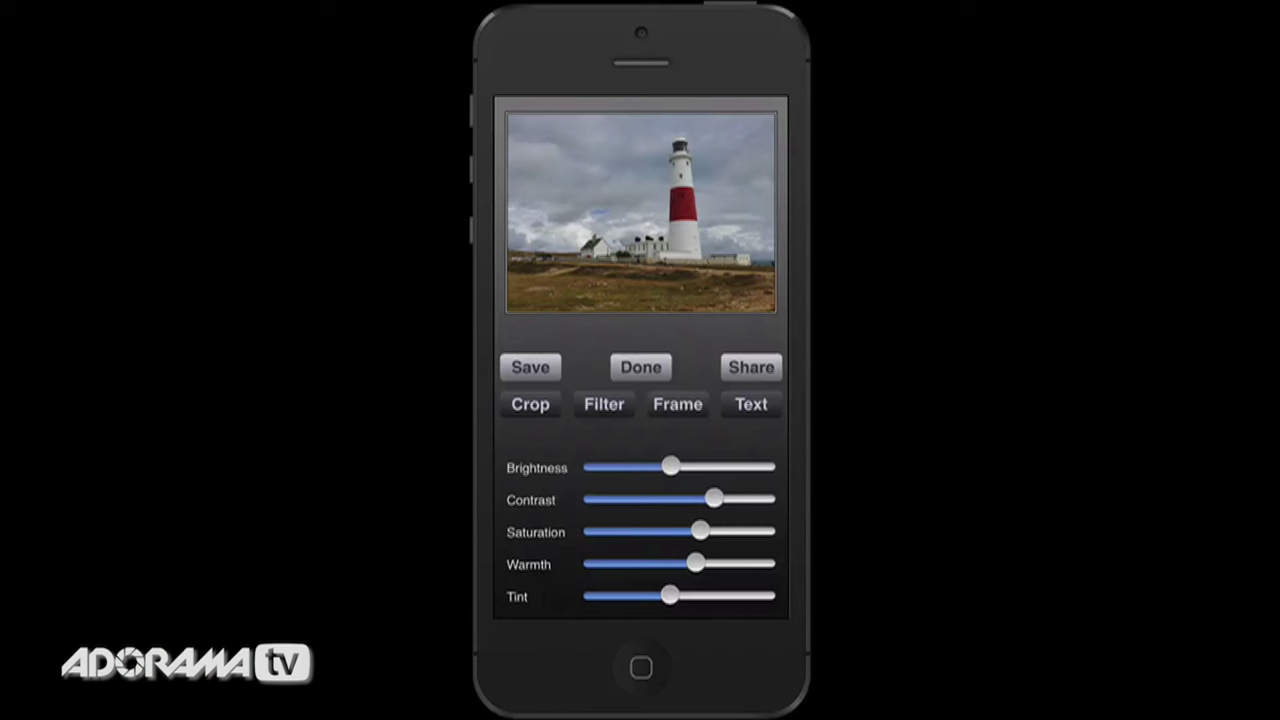 Save Done Share
Crop Filter Frame Text
Brightness
Contrast
Saturation
Warmth
Tint
ADORAMA tv